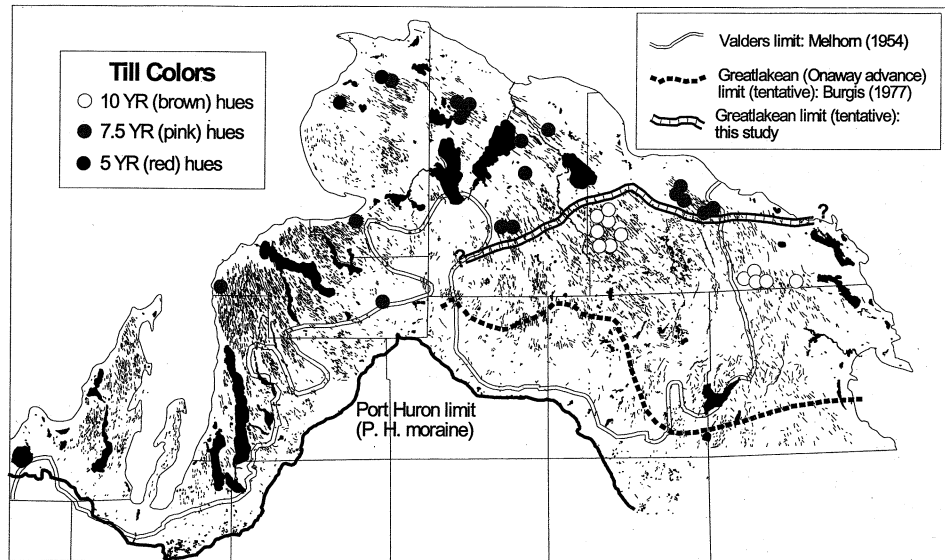 Till Colors
10 YR (brown) hues
7.5 YR (pink) hues
5 YR (red) hues
Valders limit: Melhorn (1954)
Greatlakean (Onaway advance)
limit (tentative): Burgis (1977)
Greatlakean limit (tentative):
this study
?
?
Port Huron limit
(P. H. moraine)